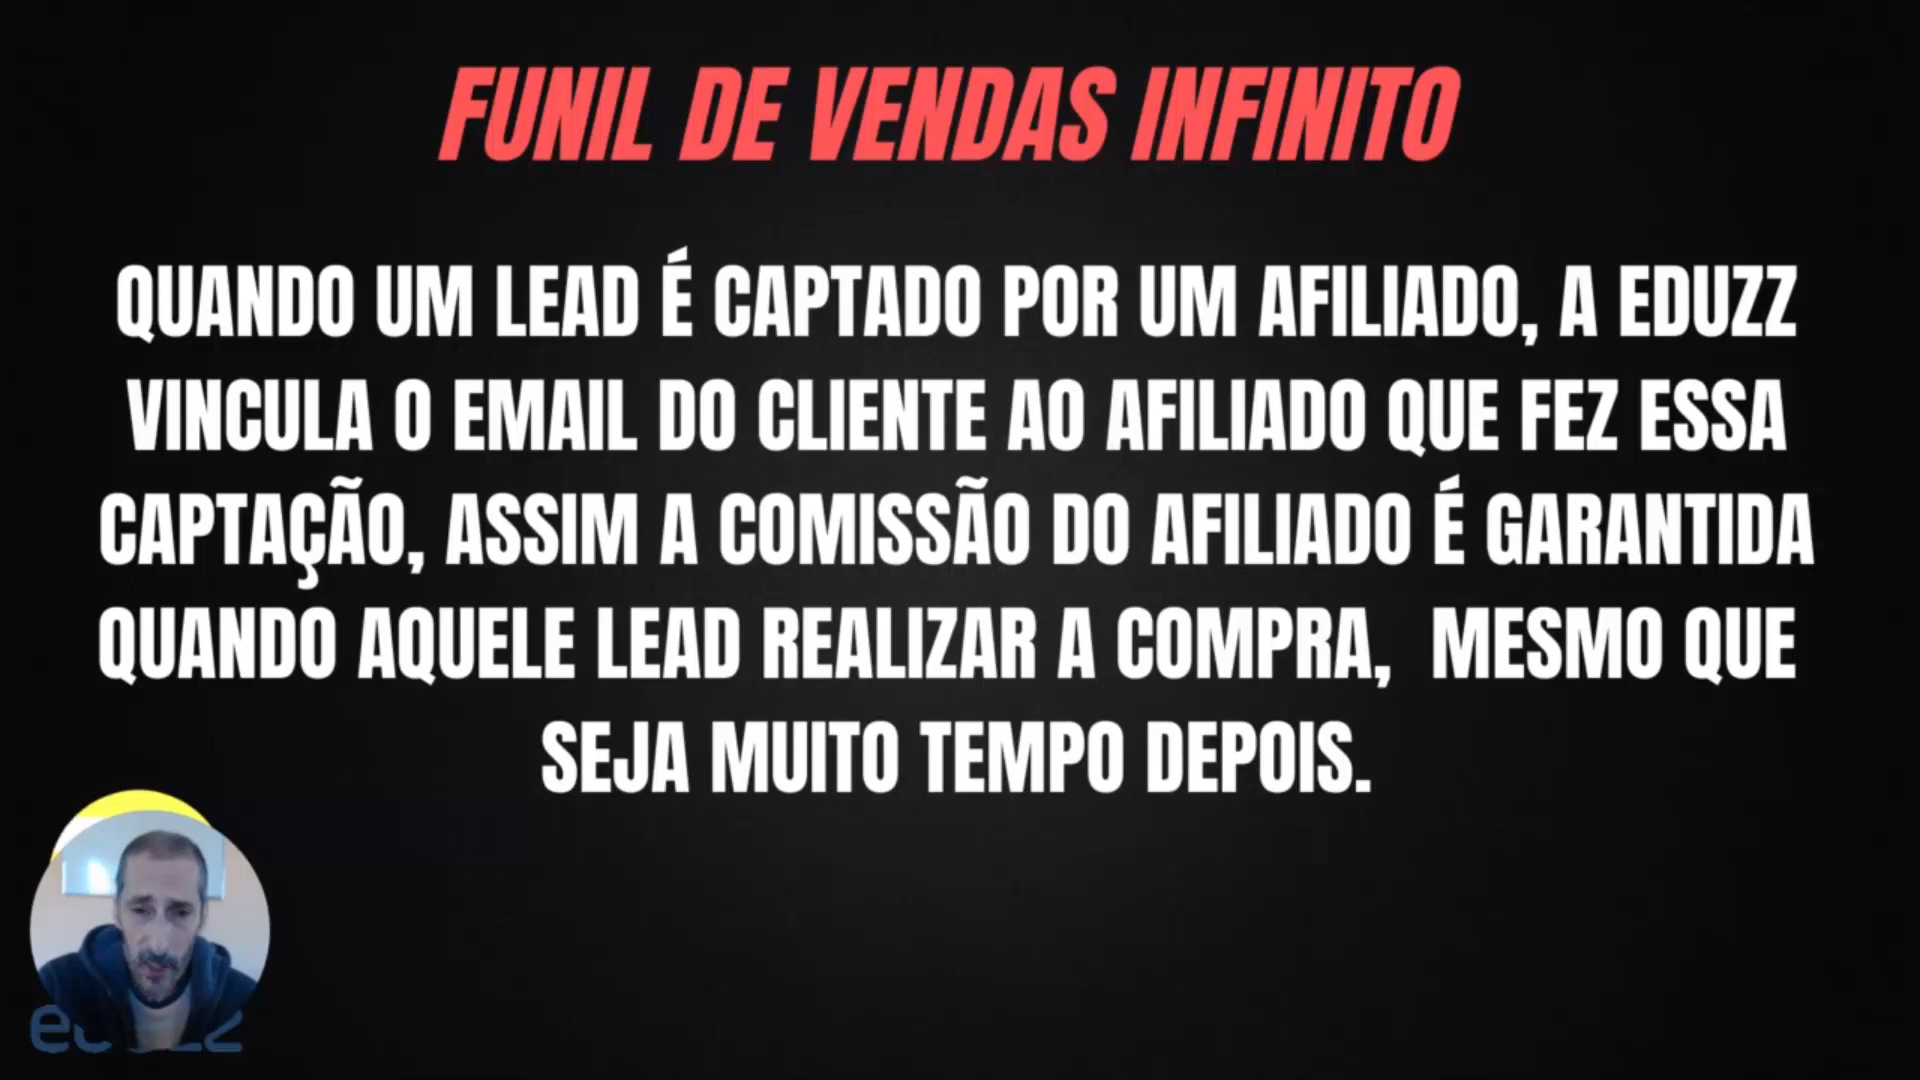 FUNIL DE VENDAS INFINITO
QUANDO UM LEAD É CAPTADO POR UM AFILIADO, A EDUZZ
VINCULA O EMAIL DO CLIENTE AO AFILIADO QUE FEZ ESSA
CAPTAÇÃO, ASSIM A COMISSÃO DO AFILIADO É GARANTIDA
QUANDO AQUELE LEAD REALIZAR A COMPRA,  MESMO QUE
SEJA MUITO TEMPO DEPOIS.